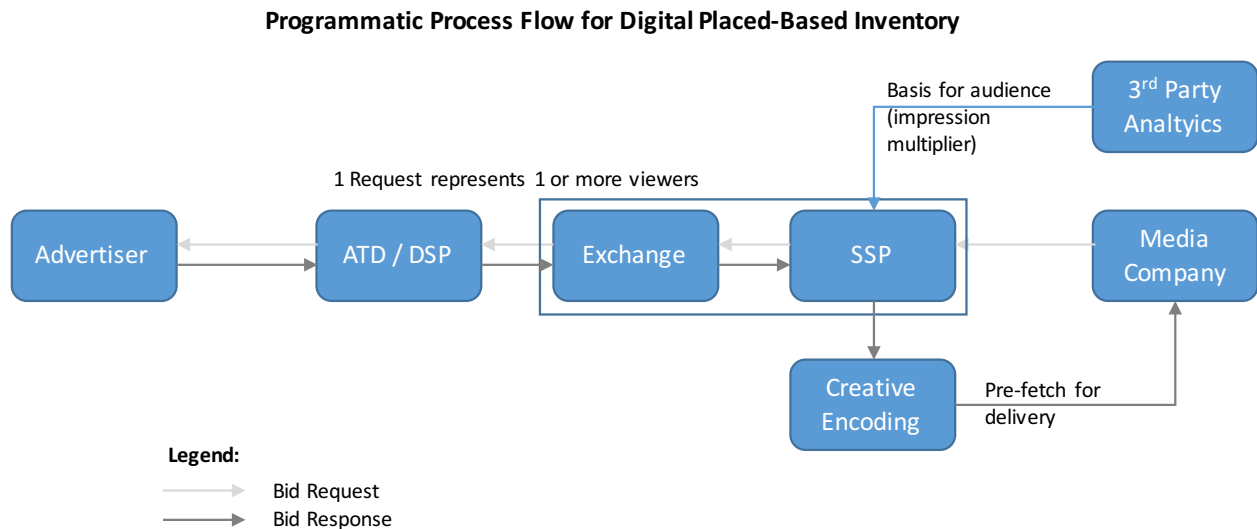 Programmatic Process Flow for Digital Placed-Based Inventory
Basis for audience
(impression
multiplier)
3rd Party
Analtyics
1 Request represents 1 or more viewers
Advertiser
ATD / DSP
Exchange
SSP
Media
Company
Creative
Encoding
Pre-fetch for
delivery
Legend:
Bid Request
Bid Response